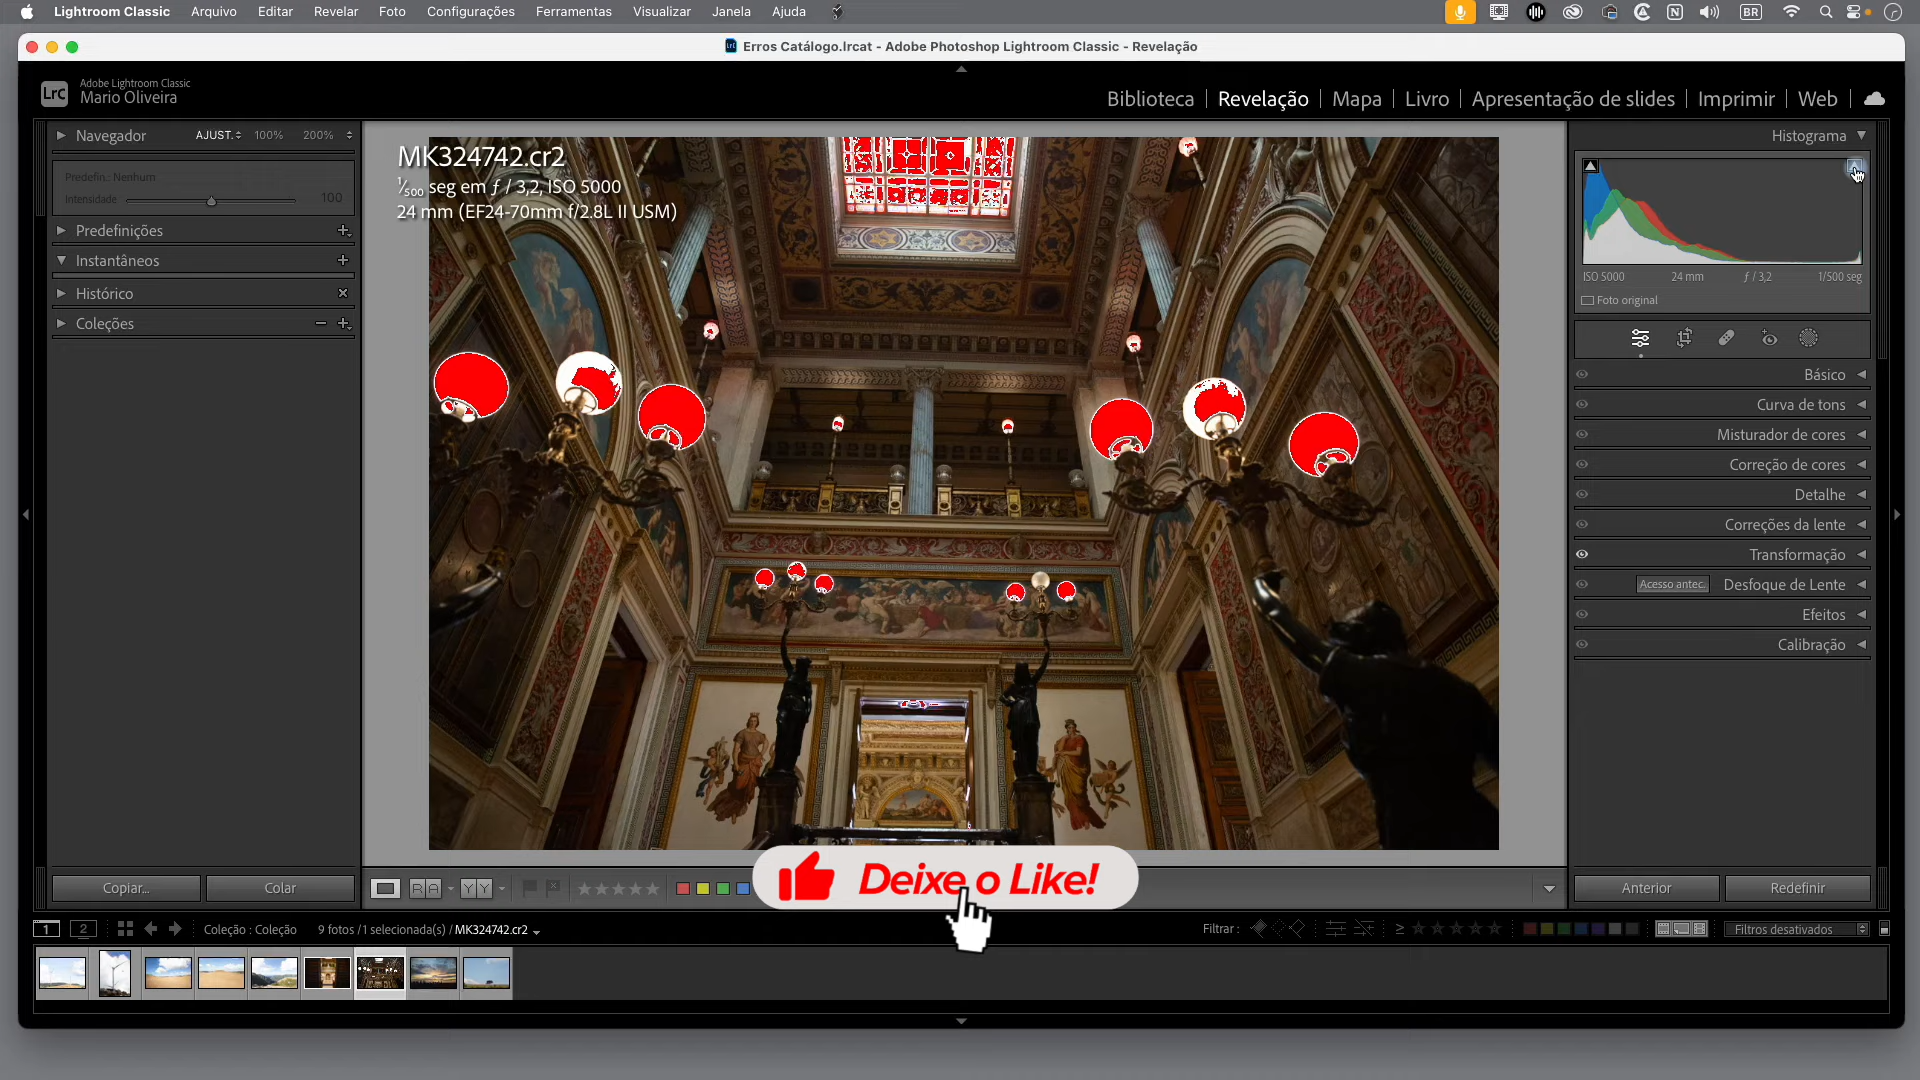 Lightroom Classic Arquivo Editar Revelar Foto Configurações Ferramentas Visualizar Janela Ajuda BR
Erros Catálogo.lrcat - Adobe Photoshop Lightroom Classic - Revelação
LrC Adobe Lightroom Classic
Mario Oliveira
Biblioteca | Revelação | Mapa | Livro | Apresentação de slides | Imprimir | Web
Navegador AJUST. 100% 200%
Predefin.: Nenhum
Intensidade 100
Predefinições
Instantâneos
Histórico
Coleções
MK324742.cr2
1/500 seg em ƒ / 3,2, ISO 5000
24 mm (EF24-70mm f/2.8L II USM)
Histograma
ISO 5000 24 mm ƒ / 3,2 1/500 seg
Foto original
Básico
Curva de tons
Misturador de cores
Correção de cores
Detalhe
Correções da lente
Transformação
Acesso antec. Desfoque de Lente
Efeitos
Calibração
Copiar... Colar
R A Y Y
Deixe o Like!
Anterior Redefinir
1 2 Coleção : Coleção 9 fotos /1 selecionada(s) /MK324742.cr2
Filtrar : ≥ Filtros desativados